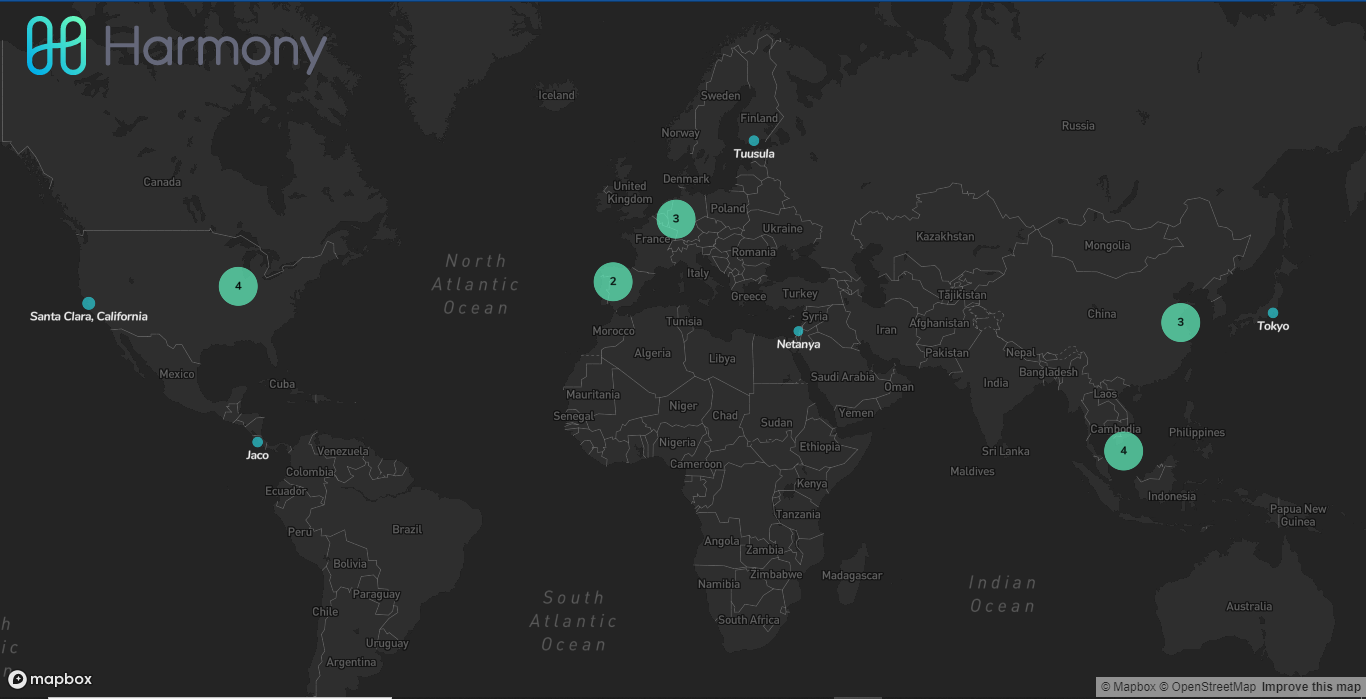 Harmony
Iceland
Sweden
Finland
Norway
Russia
Tuusula
Canada
Denmark
United
Kingdom
Poland
3
Ukraine
France
Kazakhstan
Mongolia
Romania
North
Atlantic
Ocean
Italy
2
4
Greece
Turkey
Tajikistan
Santa Clara, California
Syria
China
3
Tokyo
Tunisia
Morocco
Netanya
Iran
Afghanistan
Algeria
Libya
Pakistan
Nepal
Mexico
Cuba
Saudi Arabia
Oman
India
Bangladesh
Laos
Mauritania
Niger
Chad
Senegal
Sudan
Yemen
Cambodia
Philippines
Jaco
Venezuela
Nigeria
Ethiopia
Sri Lanka
4
Colombia
Cameroon
Maldives
Ecuador
Kenya
Indonesia
Tanzania
Papua New
Guinea
Peru
Brazil
Angola
Zambia
Bolivia
Namibia
Zimbabwe
Madagascar
Indian
Ocean
Paraguay
South
Atlantic
Ocean
Chile
South Africa
Australia
Uruguay
Argentina
h
ic
n
mapbox
© Mapbox © OpenStreetMap Improve this map